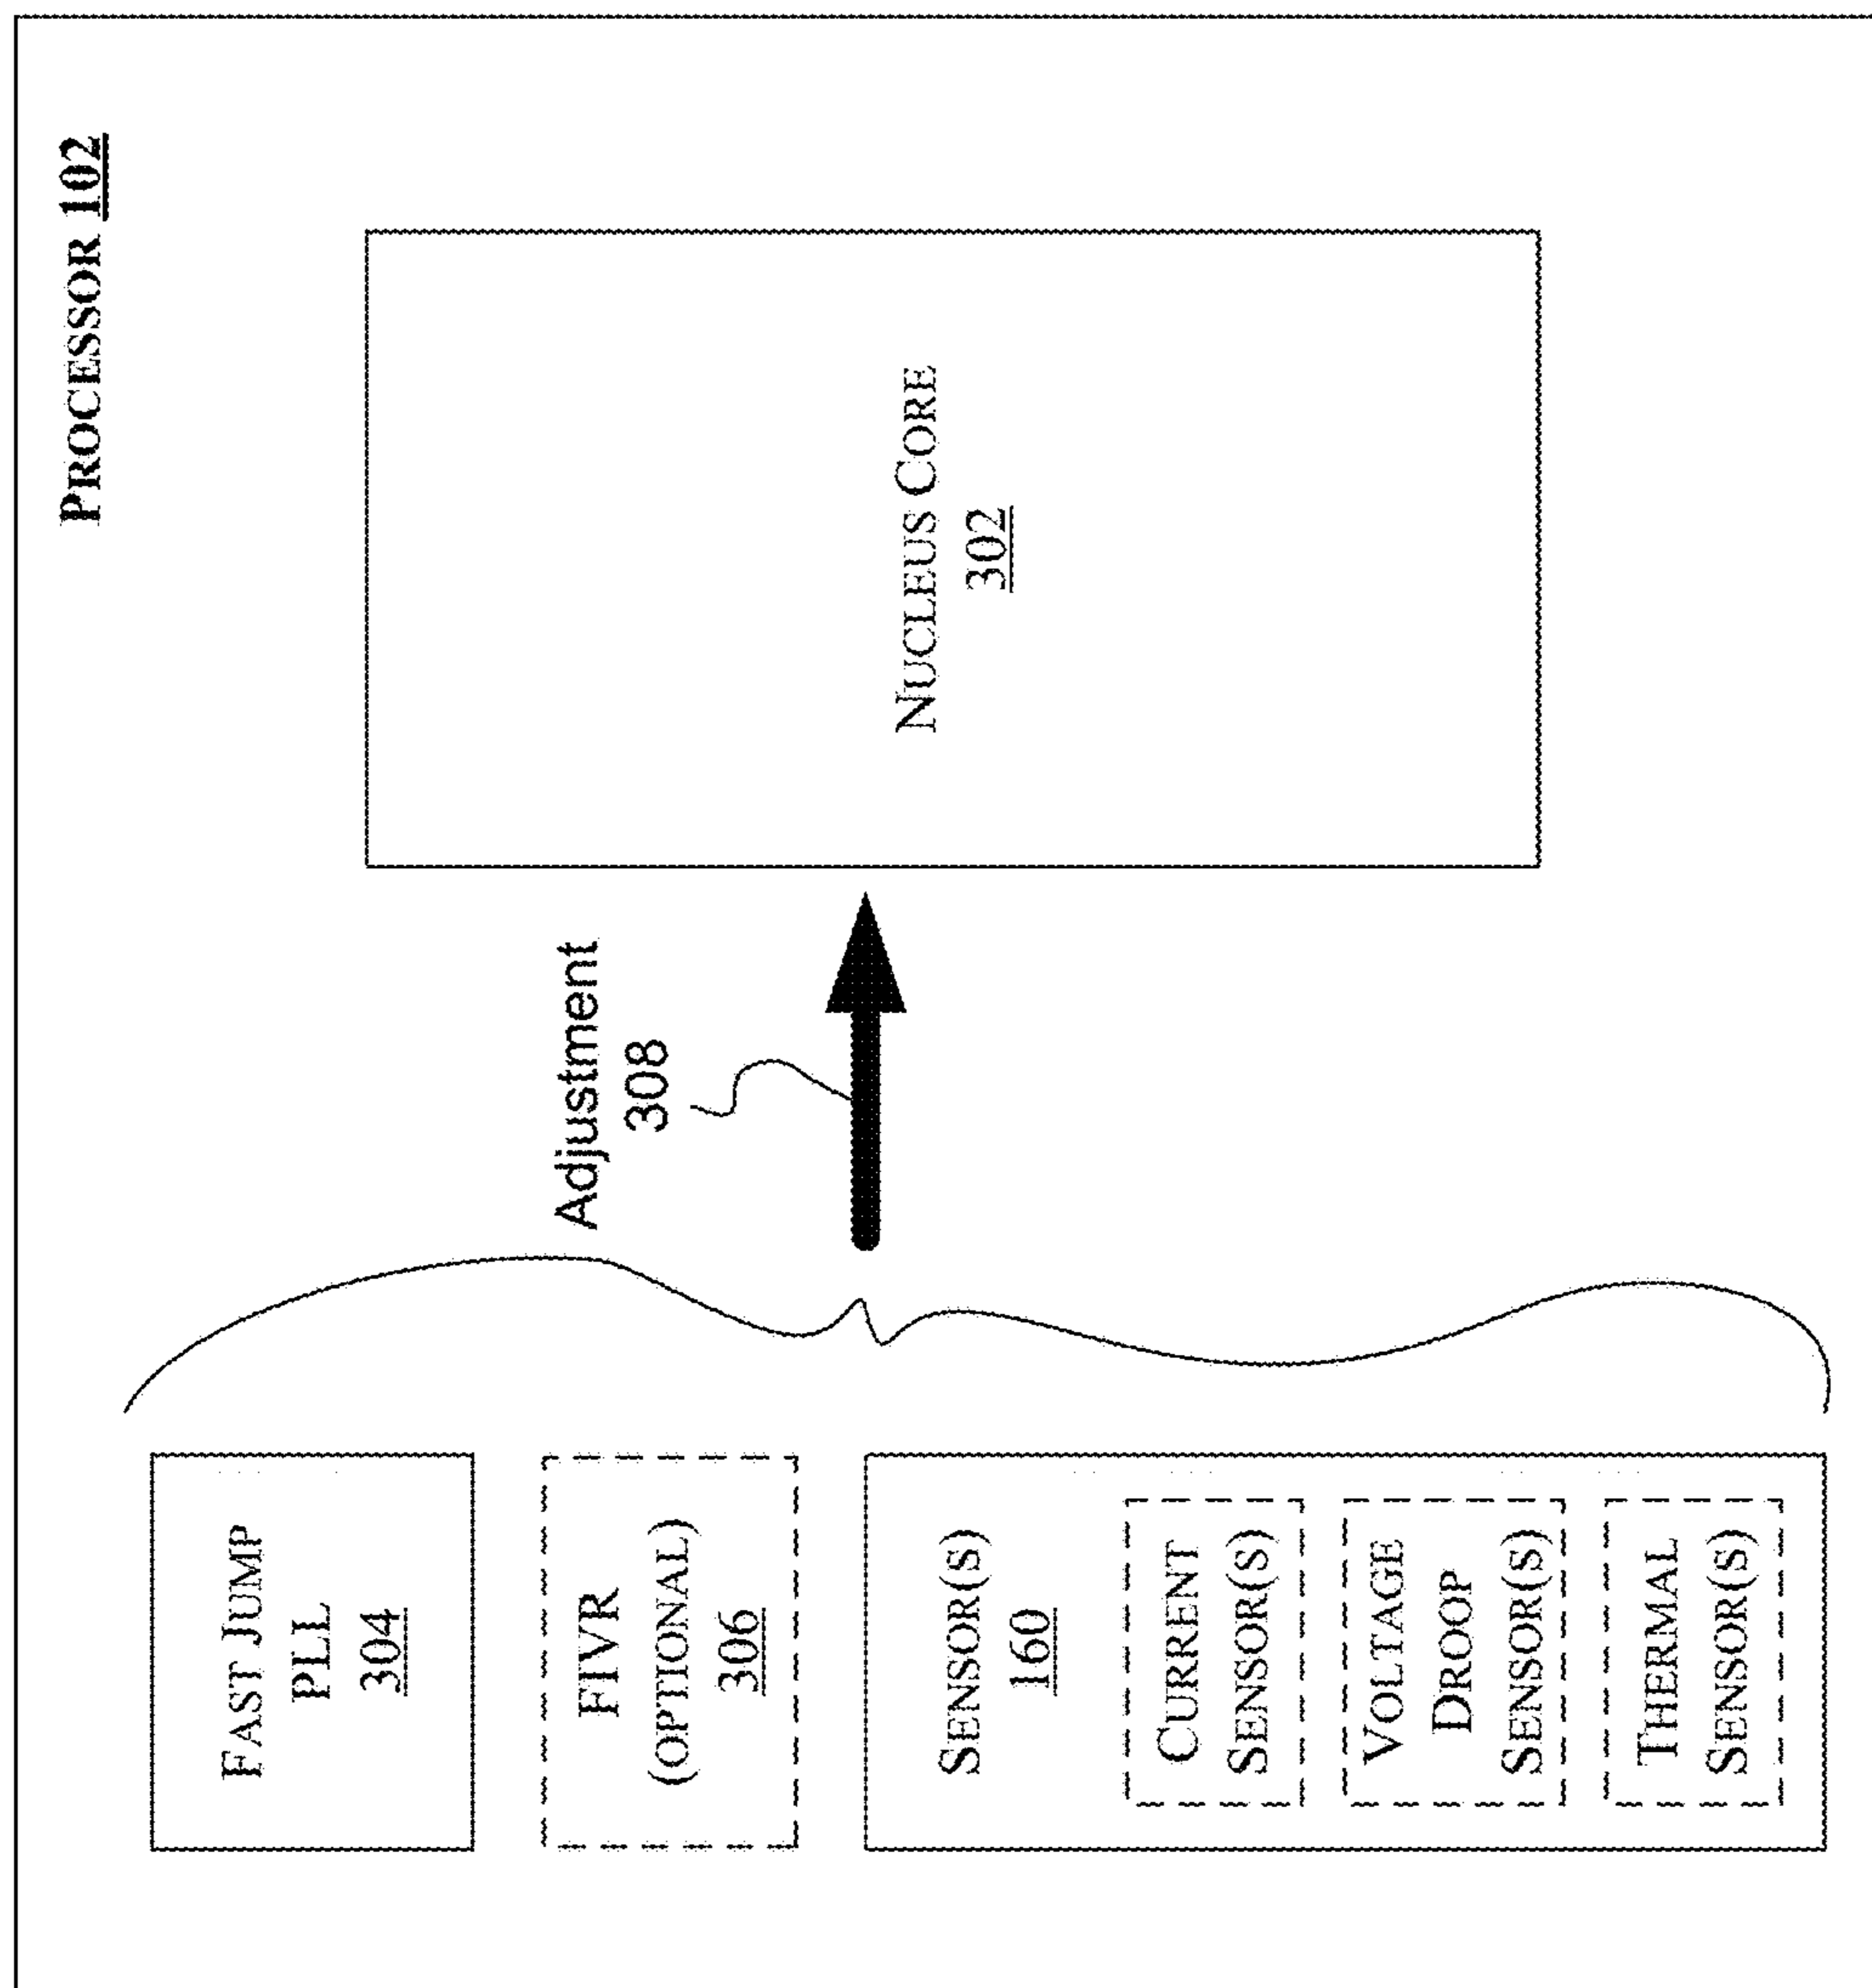 PROCESSOR 102
FAST JUMP
PLL
304
FIVR
(OPTIONAL)
306
SENSOR(S)
160
CURRENT
SENSOR(S)
VOLTAGE
DROOP
SENSOR(S)
THERMAL
SENSOR(S)
Adjustment
308
NUCLEUS CORE
302